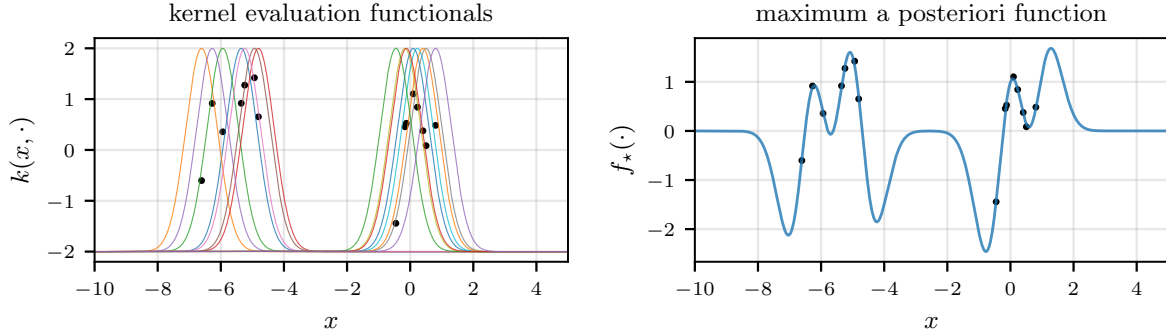 kernel evaluation functionals
k(x, ·)
2
1
0
−1
−2
−10 −8 −6 −4 −2 0 2 4
x
maximum a posteriori function
f⋆(·)
1
0
−1
−2
−10 −8 −6 −4 −2 0 2 4
x